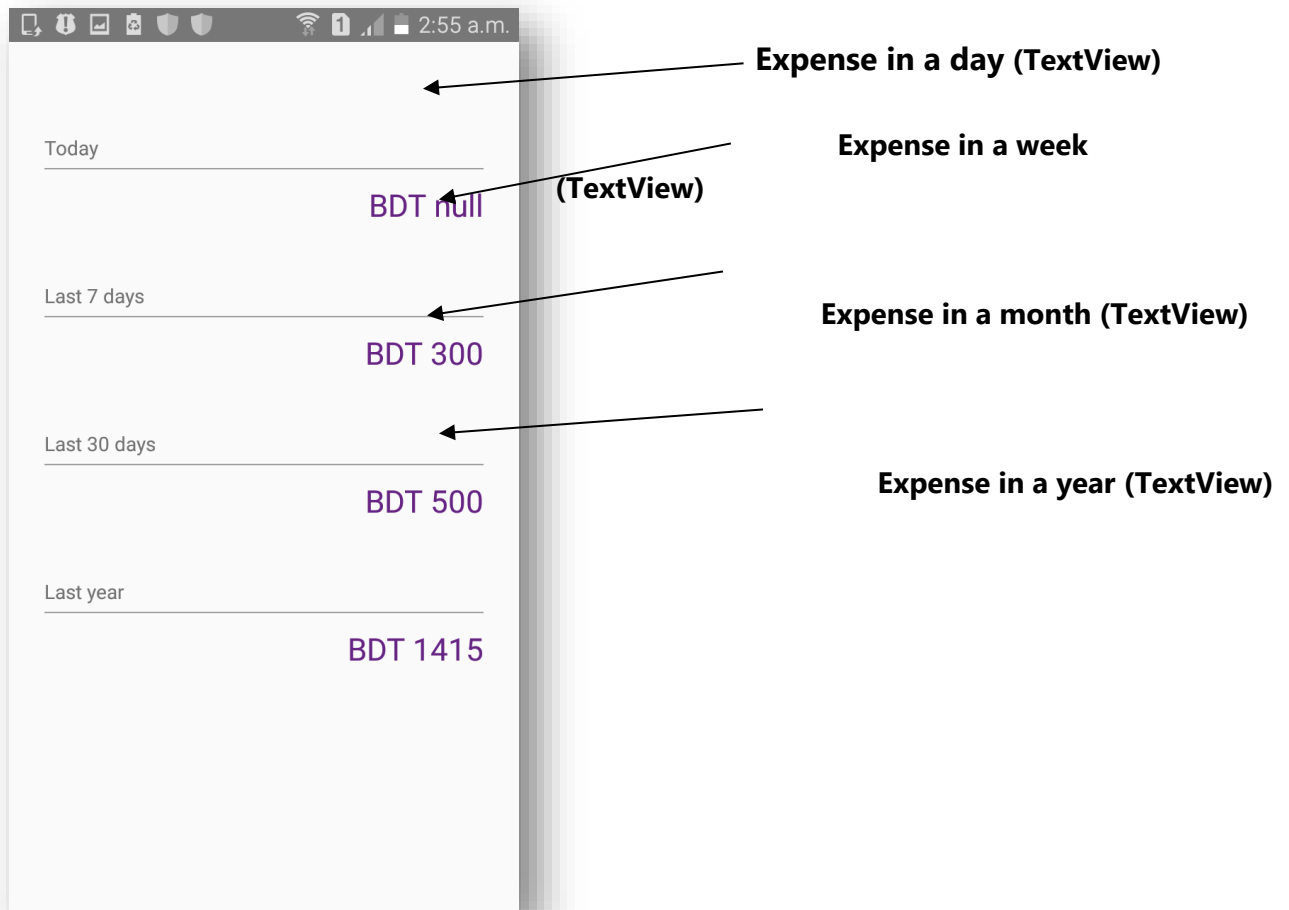 2:55 a.m.
Expense in a day (TextView)
Today
Expense in a week
(TextView)
BDT null
Last 7 days
Expense in a month (TextView)
BDT 300
Last 30 days
Expense in a year (TextView)
BDT 500
Last year
BDT 1415